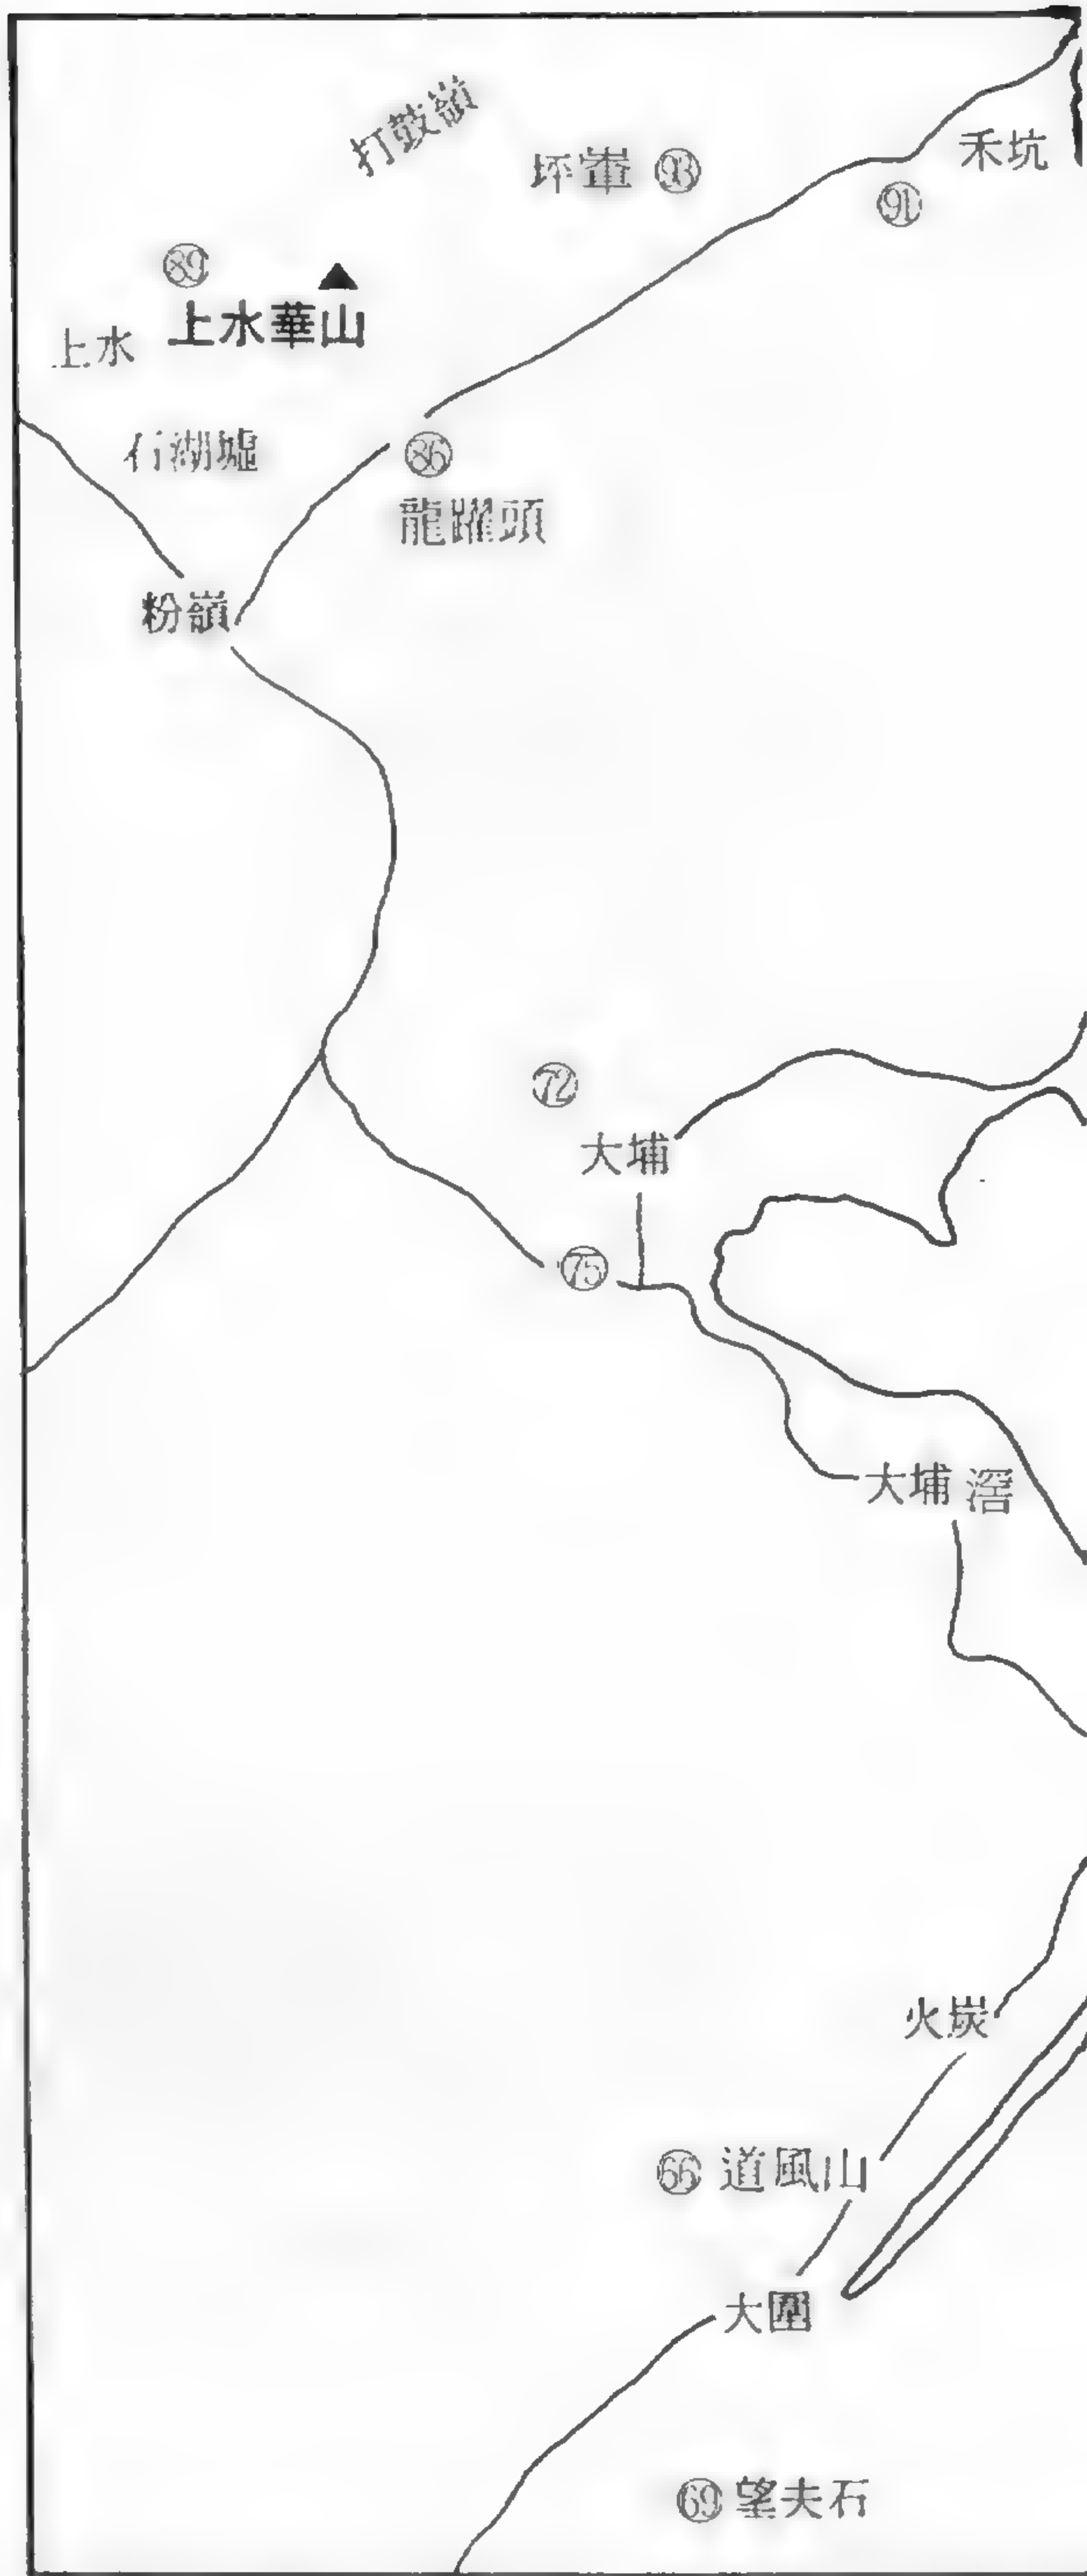 打鼓嶺
坪輋 93
禾坑
91
89
上水華山
上水
石湖墟
86
龍躍頭
粉嶺
72
大埔
75
大埔滘
火炭
66 道風山
大圍
69 望夫石